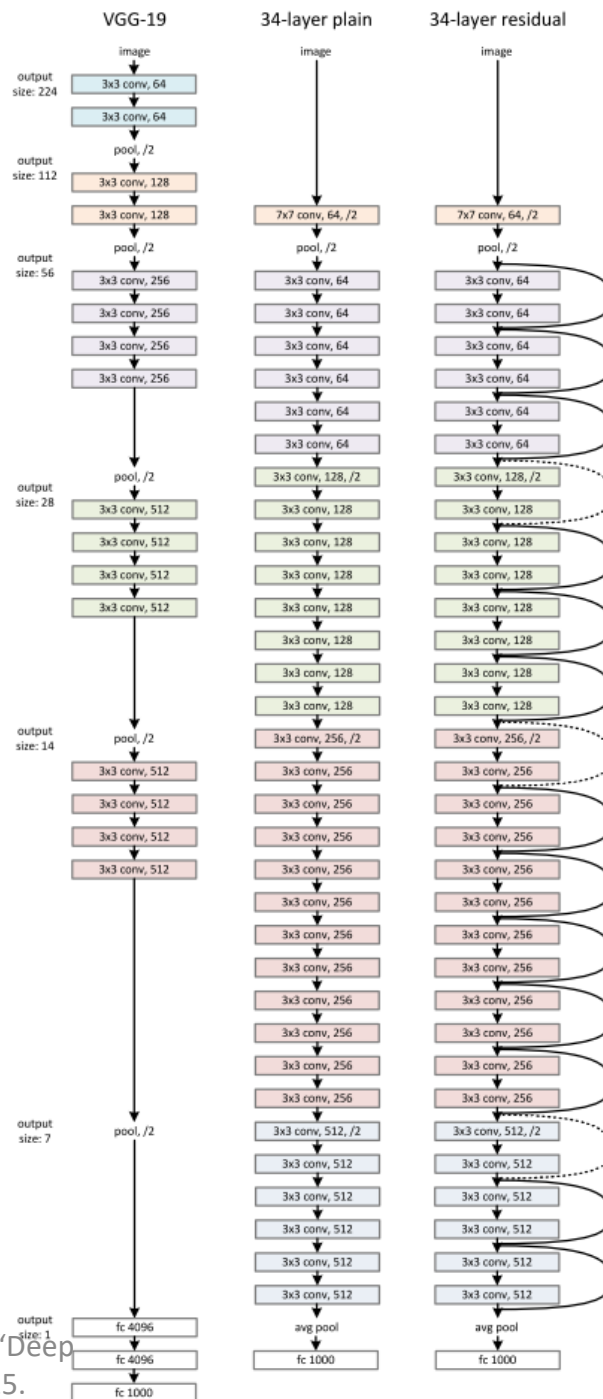 VGG-19
34-layer plain
34-layer residual
output
size: 224
output
size: 112
output
size: 56
output
size: 28
output
size: 14
output
size: 7
output
size: 1
image
3x3 conv, 64
3x3 conv, 64
pool, /2
3x3 conv, 128
3x3 conv, 128
pool, /2
3x3 conv, 256
3x3 conv, 256
3x3 conv, 256
3x3 conv, 256
pool, /2
3x3 conv, 512
3x3 conv, 512
3x3 conv, 512
3x3 conv, 512
pool, /2
3x3 conv, 512
3x3 conv, 512
3x3 conv, 512
3x3 conv, 512
pool, /2
fc 4096
fc 4096
fc 1000
image
7x7 conv, 64, /2
pool, /2
3x3 conv, 64
3x3 conv, 64
3x3 conv, 64
3x3 conv, 64
3x3 conv, 64
3x3 conv, 64
3x3 conv, 128, /2
3x3 conv, 128
3x3 conv, 128
3x3 conv, 128
3x3 conv, 128
3x3 conv, 128
3x3 conv, 128
3x3 conv, 128
3x3 conv, 256, /2
3x3 conv, 256
3x3 conv, 256
3x3 conv, 256
3x3 conv, 256
3x3 conv, 256
3x3 conv, 256
3x3 conv, 256
3x3 conv, 256
3x3 conv, 256
3x3 conv, 256
3x3 conv, 256
3x3 conv, 512, /2
3x3 conv, 512
3x3 conv, 512
3x3 conv, 512
3x3 conv, 512
3x3 conv, 512
avg pool
fc 1000
image
7x7 conv, 64, /2
pool, /2
3x3 conv, 64
3x3 conv, 64
3x3 conv, 64
3x3 conv, 64
3x3 conv, 64
3x3 conv, 64
3x3 conv, 128, /2
3x3 conv, 128
3x3 conv, 128
3x3 conv, 128
3x3 conv, 128
3x3 conv, 128
3x3 conv, 128
3x3 conv, 128
3x3 conv, 256, /2
3x3 conv, 256
3x3 conv, 256
3x3 conv, 256
3x3 conv, 256
3x3 conv, 256
3x3 conv, 256
3x3 conv, 256
3x3 conv, 256
3x3 conv, 256
3x3 conv, 256
3x3 conv, 256
3x3 conv, 512, /2
3x3 conv, 512
3x3 conv, 512
3x3 conv, 512
3x3 conv, 512
3x3 conv, 512
avg pool
fc 1000
'Deep
5.